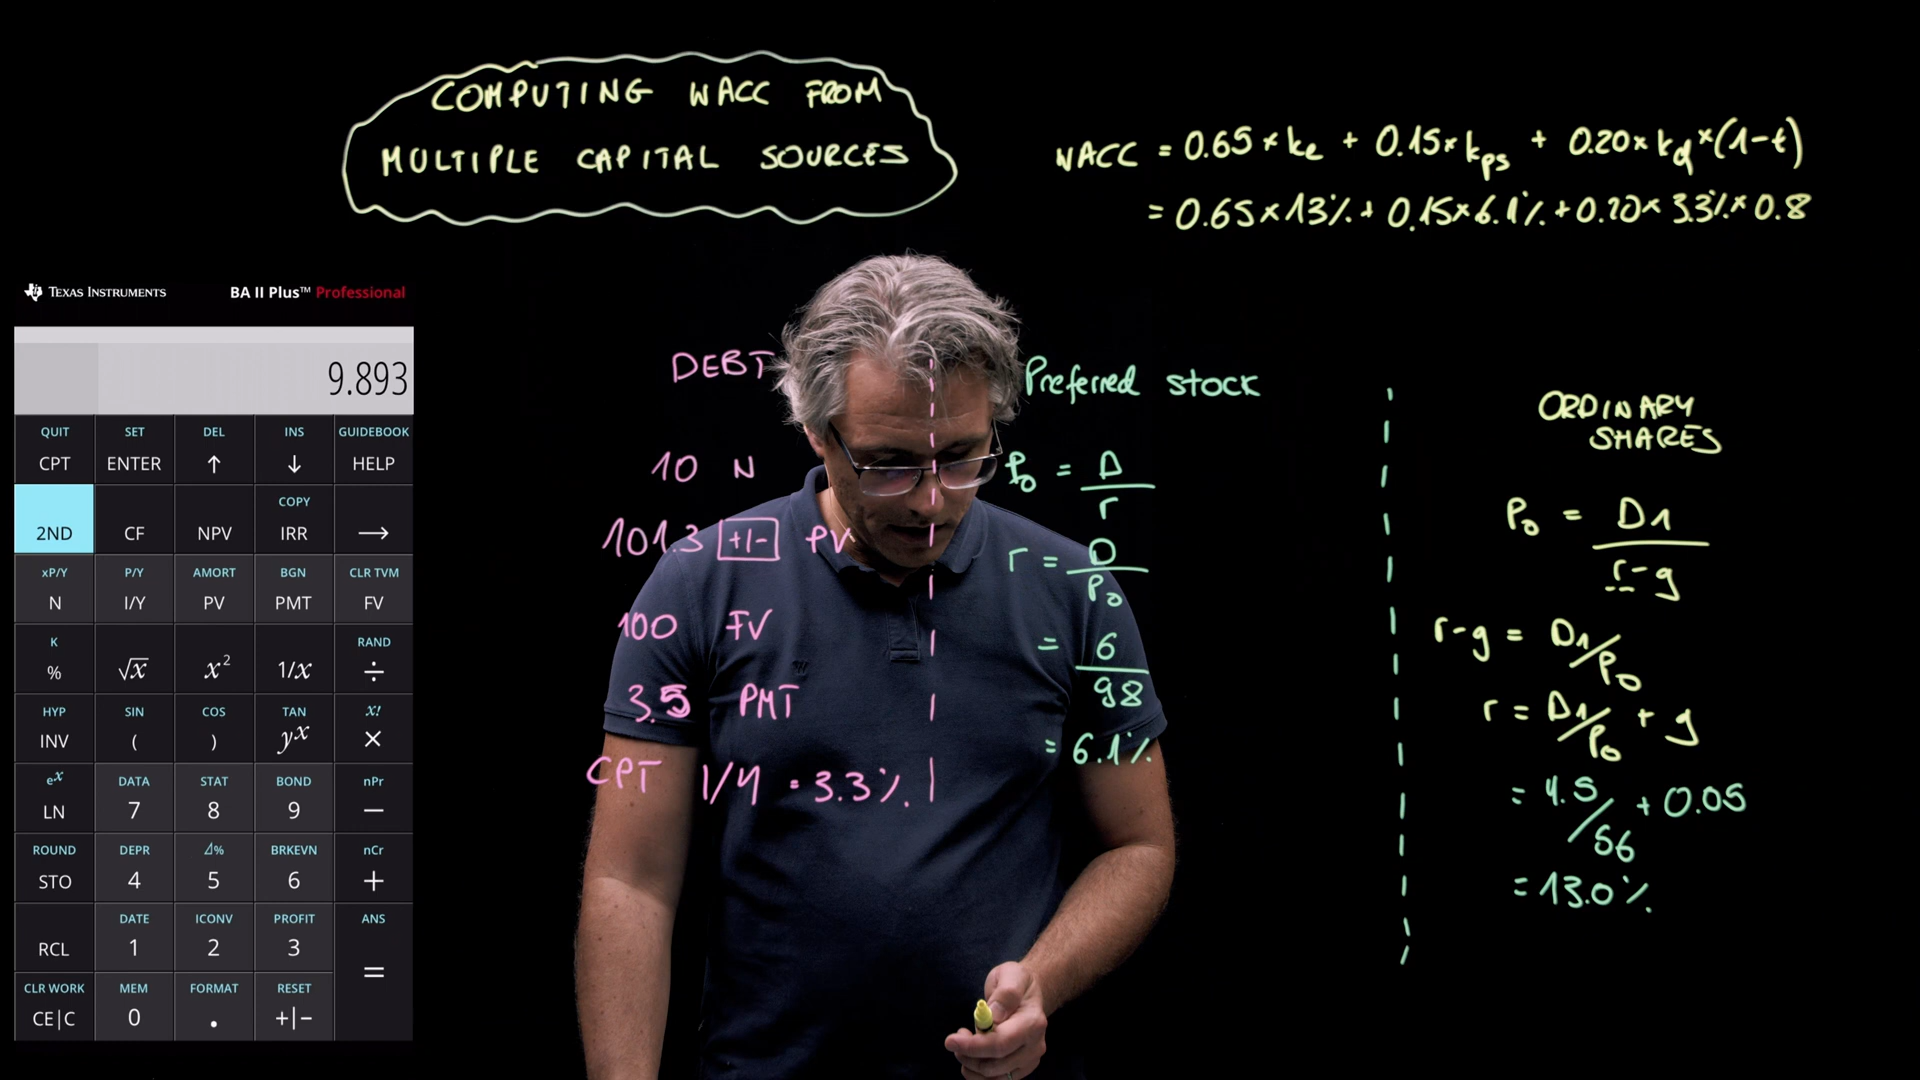 COMPUTING WACC FROM
MULTIPLE CAPITAL SOURCES
WACC = 0.65 × ke + 0.15 × kps + 0.20 × kd × (1-t)
= 0.65 × 13% + 0.15 × 6.1% + 0.20 × 3.3% × 0.8
TEXAS INSTRUMENTS BA II Plus™ Professional
9.893
QUIT SET DEL INS GUIDEBOOK
CPT ENTER ↑ ↓ HELP
COPY
2ND CF NPV IRR →
xP/Y P/Y AMORT BGN CLR TVM
N I/Y PV PMT FV
K RAND
% √x x² 1/x ÷
HYP SIN COS TAN x!
INV ( ) yˣ ×
eˣ DATA STAT BOND nPr
LN 7 8 9 −
ROUND DEPR Δ% BRKEVN nCr
STO 4 5 6 +
DATE ICONV PROFIT ANS
RCL 1 2 3 =
CLR WORK MEM FORMAT RESET
CE|C 0 . +|−
DEBT
10 N
101.3 +|- PV
100 FV
3.5 PMT
CPT I/Y = 3.3%
Preferred stock
P₀ = D/r
r = D/P₀
= 6/98
= 6.1%
ORDINARY
SHARES
P₀ = D1/(r-g)
r-g = D1/P₀
r = D1/P₀ + g
= 4.5/56 + 0.05
= 13.0%